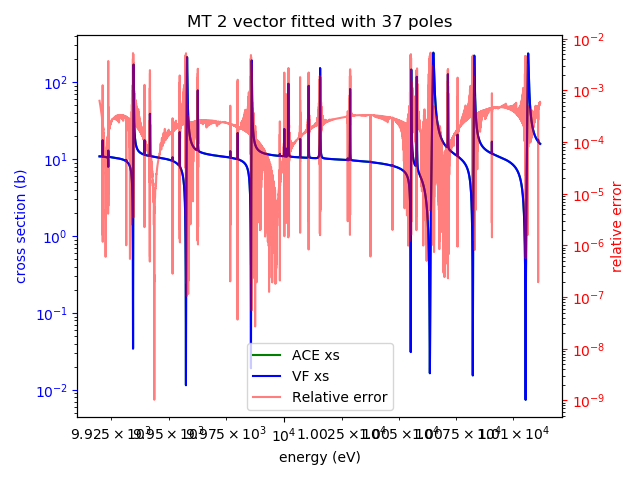 MT 2 vector fitted with 37 poles
cross section (b)
10²
10¹
10⁰
10⁻¹
10⁻²
relative error
10⁻²
10⁻³
10⁻⁴
10⁻⁵
10⁻⁶
10⁻⁷
10⁻⁸
10⁻⁹
ACE xs
VF xs
Relative error
9.925 × 10³ 9.95 × 10³ 9.975 × 10³ 10⁴ 1.0025 × 10⁴ 1.005 × 10⁴ 1.0075 × 10⁴ 1.01 × 10⁴
energy (eV)